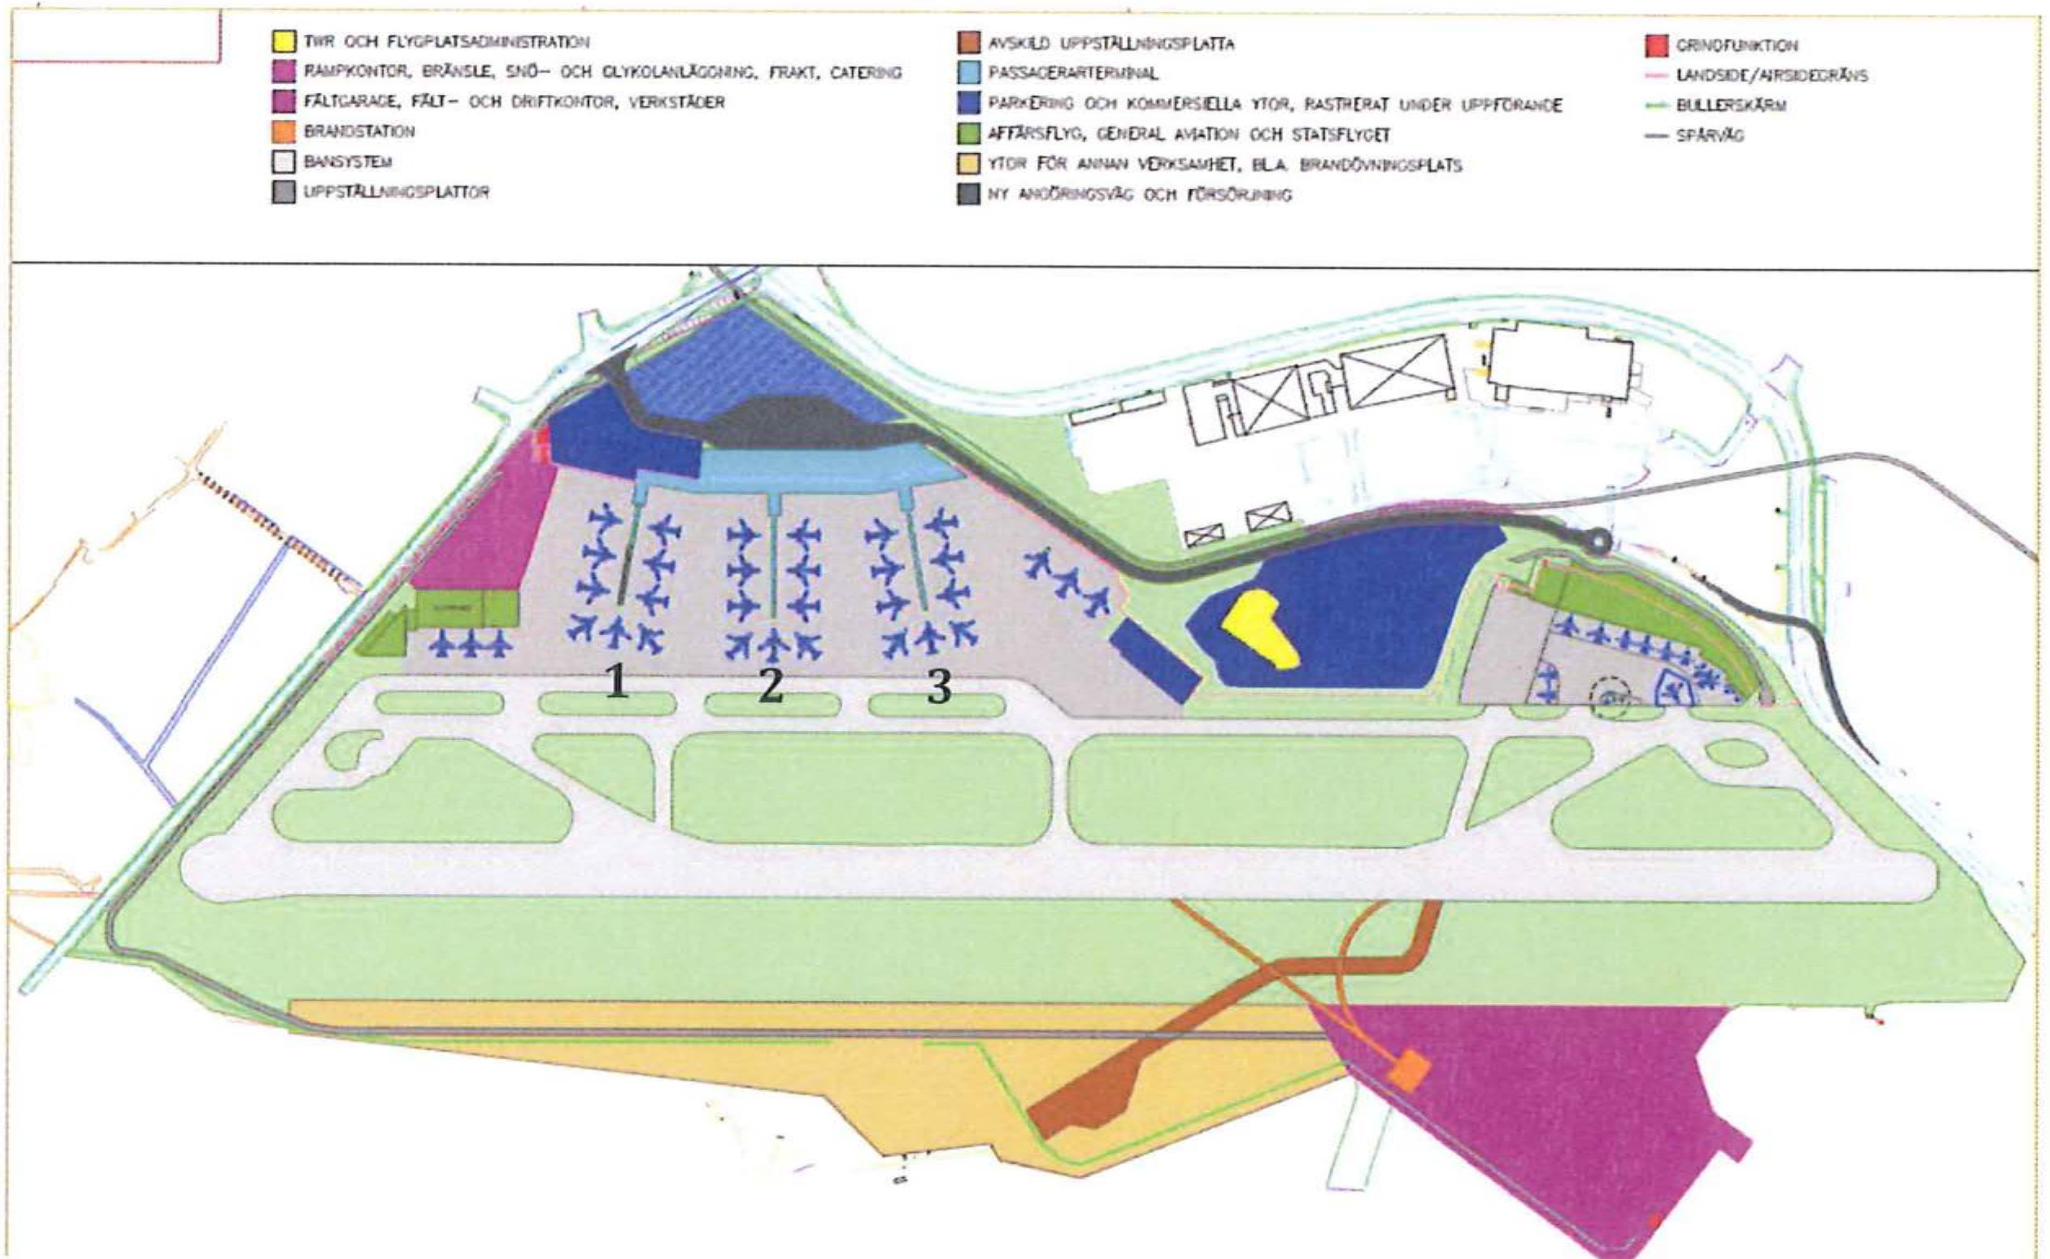 TWR OCH FLYGPLATSADMINISTRATION
RAMPKONTOR, BRÄNSLE, SNÖ- OCH GLYKOLANLÄGGNING, FRAKT, CATERING
FÄLTGARAGE, FÄLT- OCH DRIFTKONTOR, VERKSTÄDER
BRANDSTATION
BANSYSTEM
UPPSTÄLLNINGSPLATTOR
AVSKILD UPPSTÄLLNINGSPLATTA
PASSAGERARTERMINAL
PARKERING OCH KOMMERSIELLA YTOR, RASTRERAT UNDER UPPFÖRANDE
AFFÄRSFLYG, GENERAL AVIATION OCH STATSFLYGET
YTOR FÖR ANNAN VERKSAMHET, BL.A. BRANDÖVNINGSPLATS
NY ANGÖRINGSVÄG OCH FÖRSÖRJNING
GRINDFUNKTION
LANDSIDE/AIRSIDEGRÄNS
BULLERSKÄRM
SPÅRVÄG
1
2
3